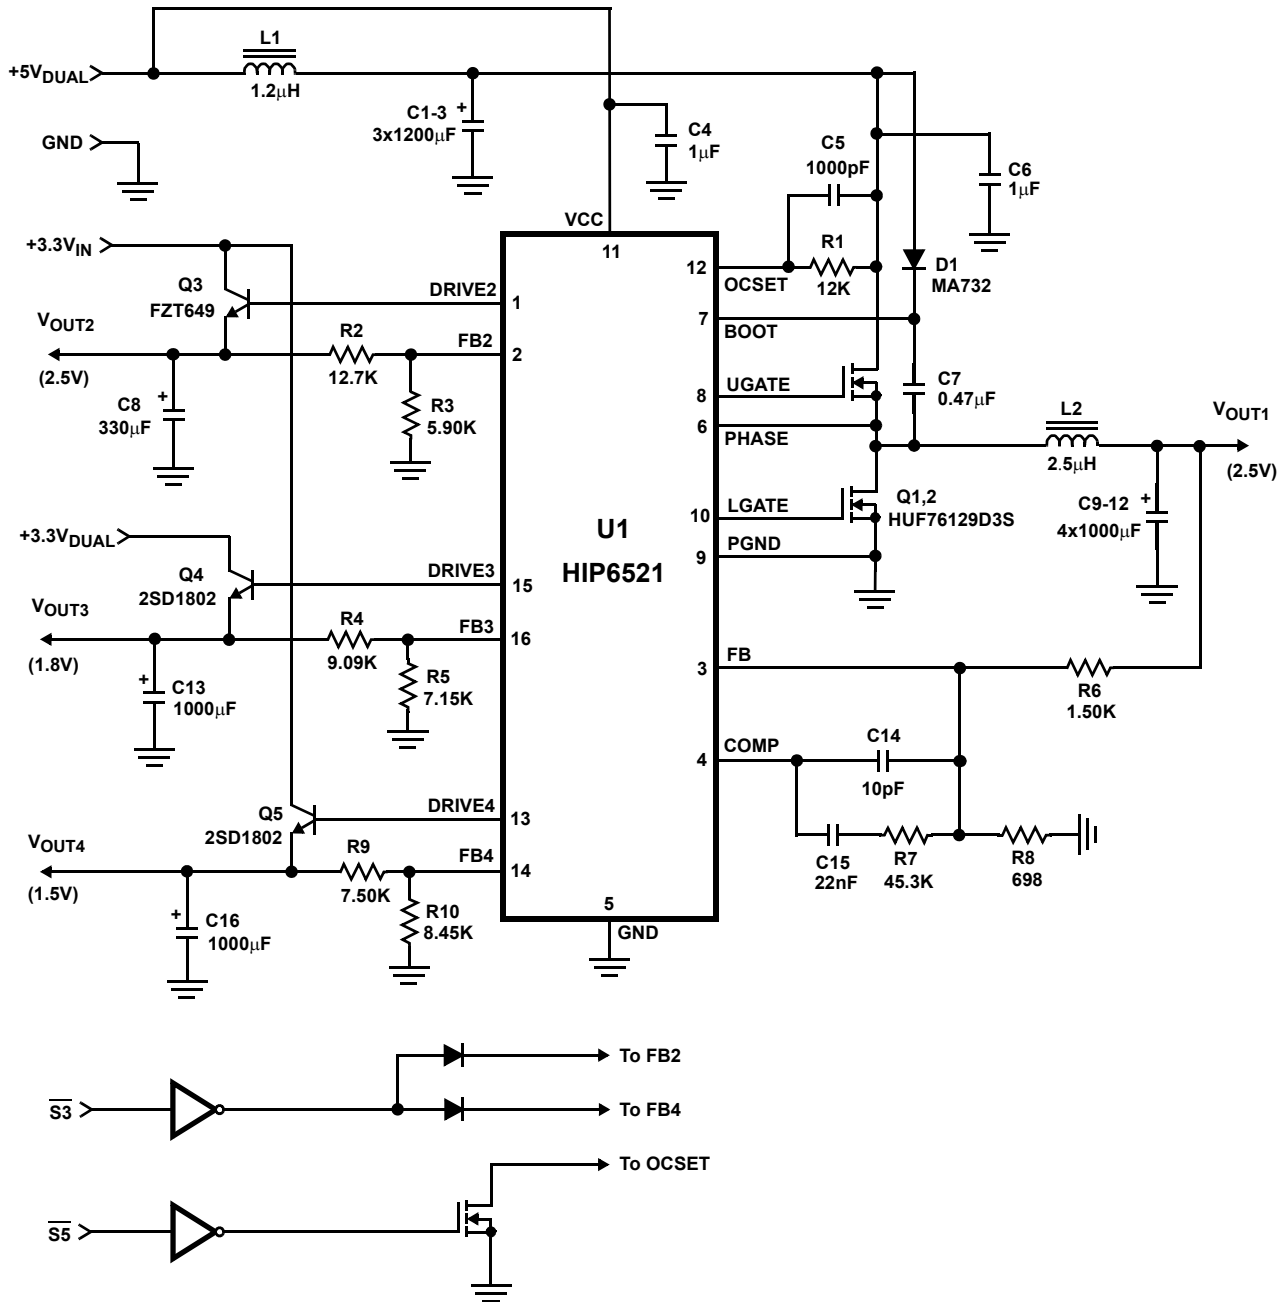 L1
+5VDUAL
1.2µH
C1-3
3x1200µF
+
GND
C4
1µF
C5
1000pF
C6
1µF
VCC
11
+3.3VIN
Q3
FZT649
DRIVE2
1
12
OCSET
R1
12K
D1
MA732
7
BOOT
VOUT2
(2.5V)
R2
12.7K
FB2
2
C8
330µF
+
R3
5.90K
8
UGATE
C7
0.47µF
6
PHASE
L2
2.5µH
VOUT1
(2.5V)
Q1,2
HUF76129D3S
10
LGATE
C9-12
4x1000µF
+
9
PGND
U1
HIP6521
+3.3VDUAL
Q4
2SD1802
DRIVE3
15
VOUT3
(1.8V)
R4
9.09K
FB3
16
C13
1000µF
+
R5
7.15K
3
FB
R6
1.50K
4
COMP
C14
10pF
C15
22nF
R7
45.3K
R8
698
Q5
2SD1802
DRIVE4
13
VOUT4
(1.5V)
R9
7.50K
FB4
14
C16
1000µF
+
R10
8.45K
5
GND
S3
To FB2
To FB4
S5
To OCSET